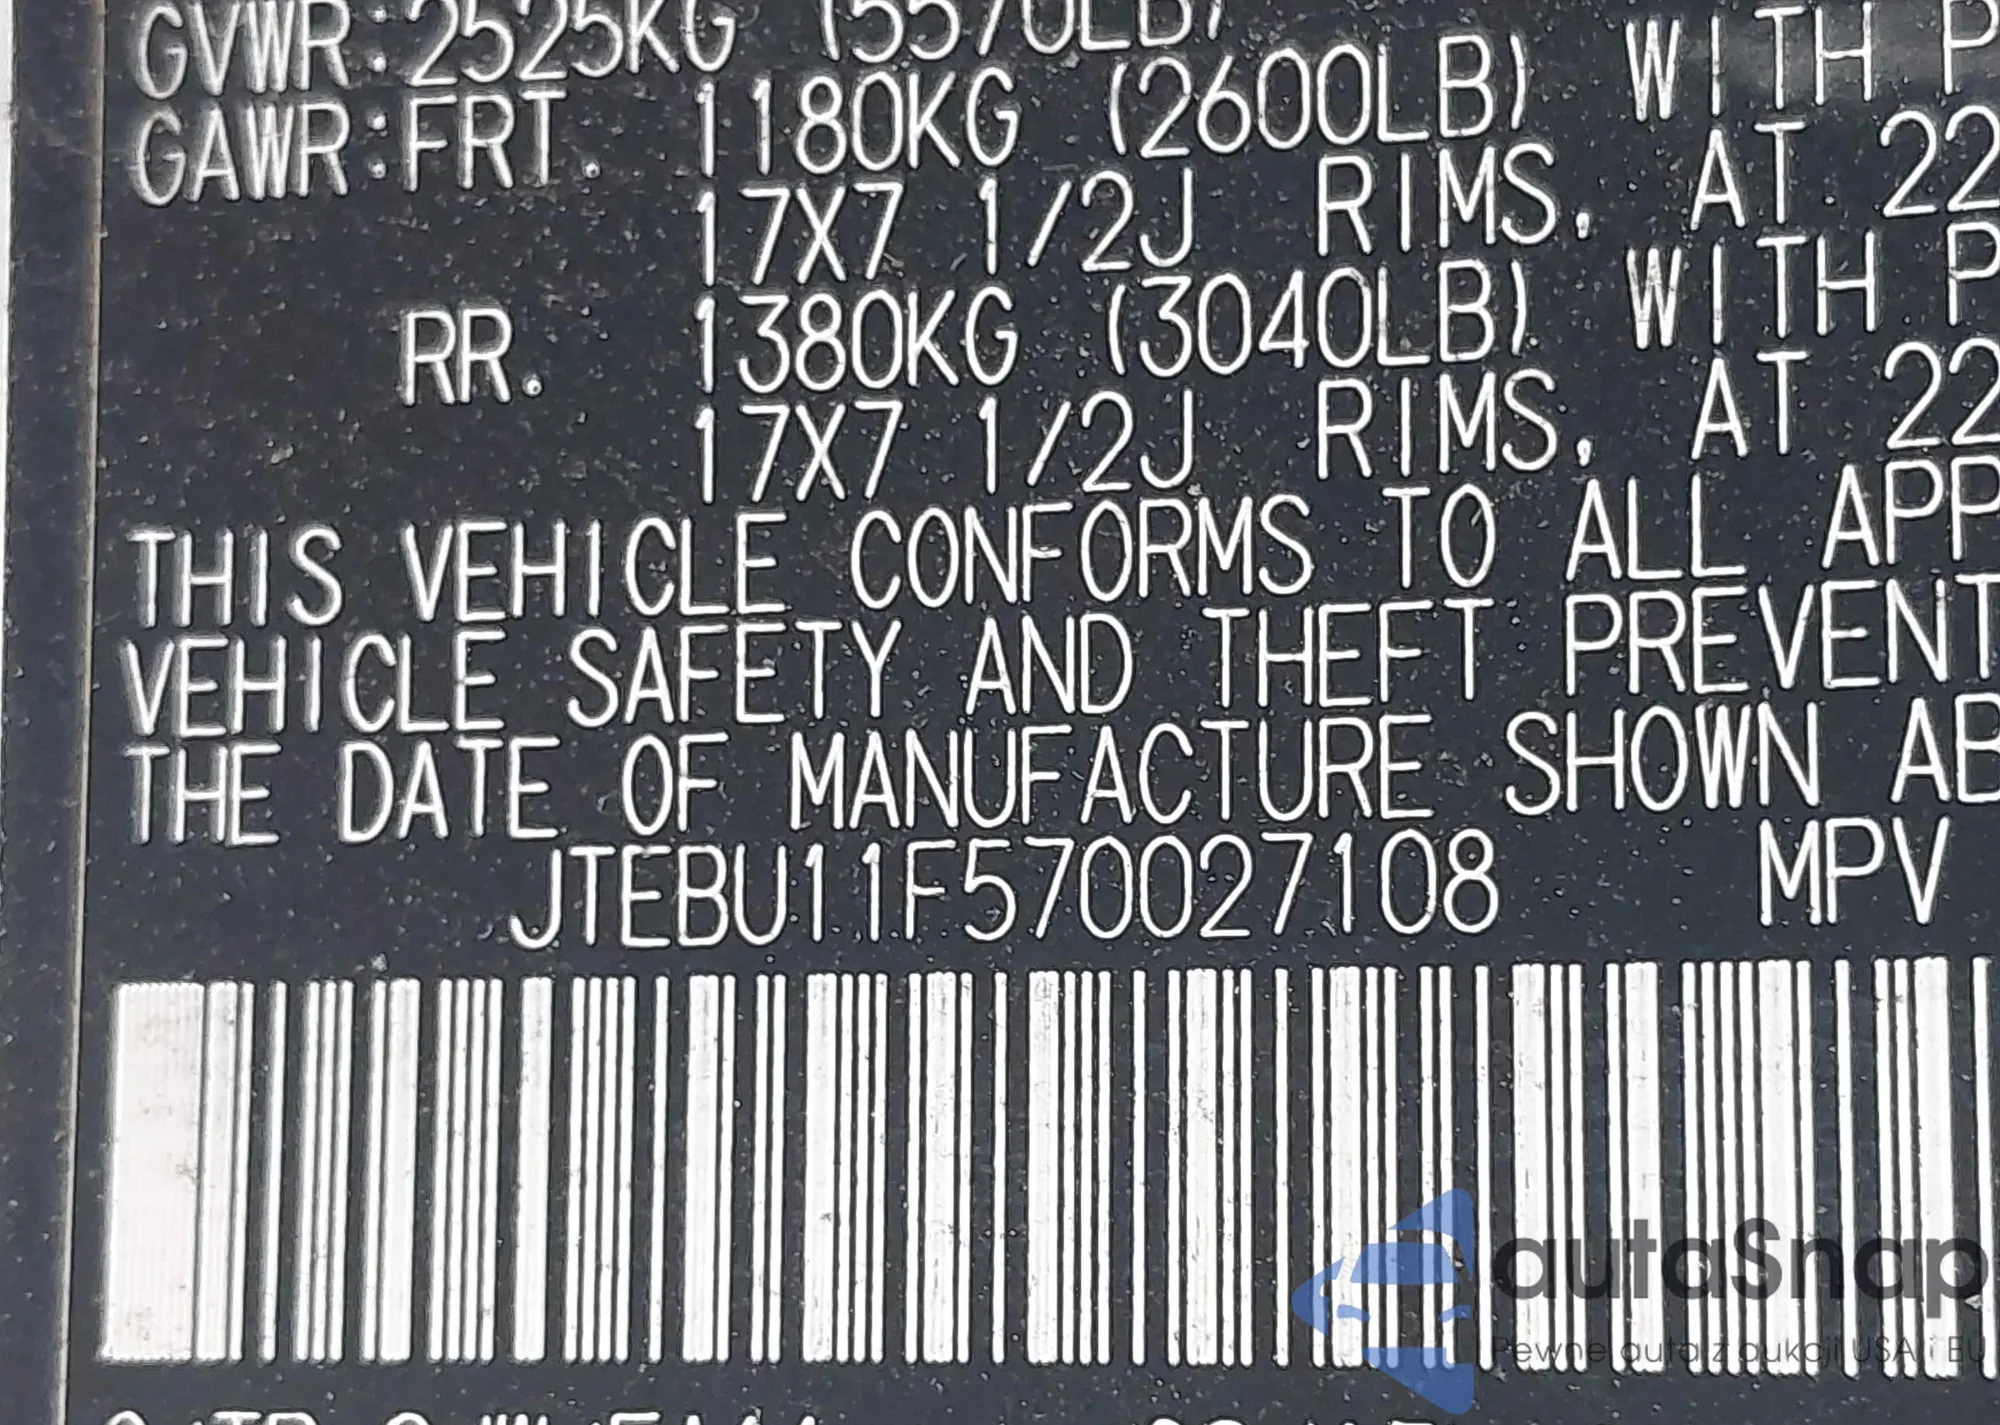 GVWR:2525KG (5570LB)
GAWR:FRT. 1180KG (2600LB) WITH P
17X7 1/2J RIMS, AT 22
RR. 1380KG (3040LB) WITH P
17X7 1/2J RIMS, AT 22
THIS VEHICLE CONFORMS TO ALL APP
VEHICLE SAFETY AND THEFT PREVENT
THE DATE OF MANUFACTURE SHOWN AB
JTEBU11F570027108 MPV
autaSnap
Pewne auta z aukcji USA i EU